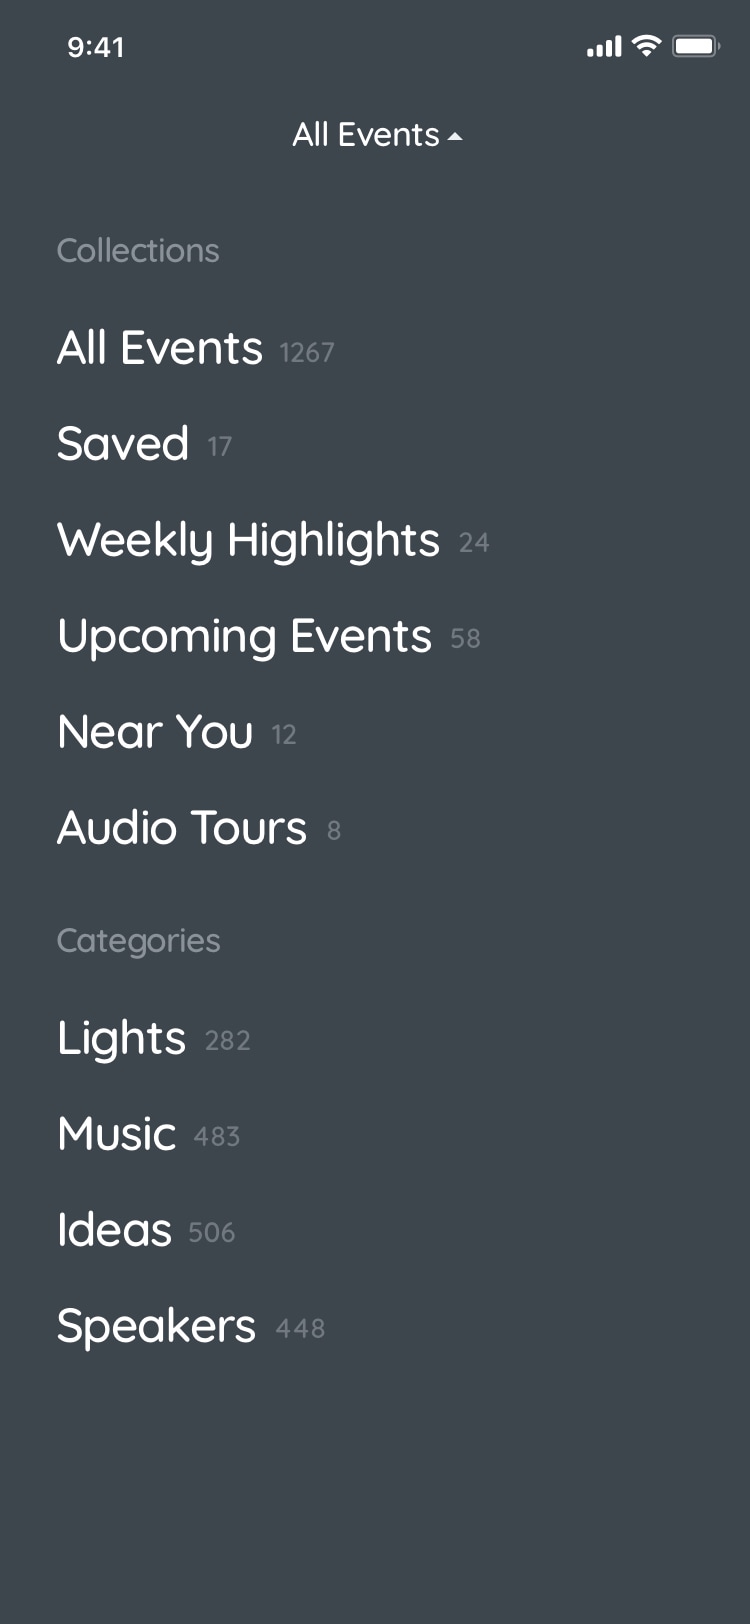 9:41
All Events
Collections
All Events 1267
Saved 17
Weekly Highlights 24
Upcoming Events 58
Near You 12
Audio Tours 8
Categories
Lights 282
Music 483
Ideas 506
Speakers 448